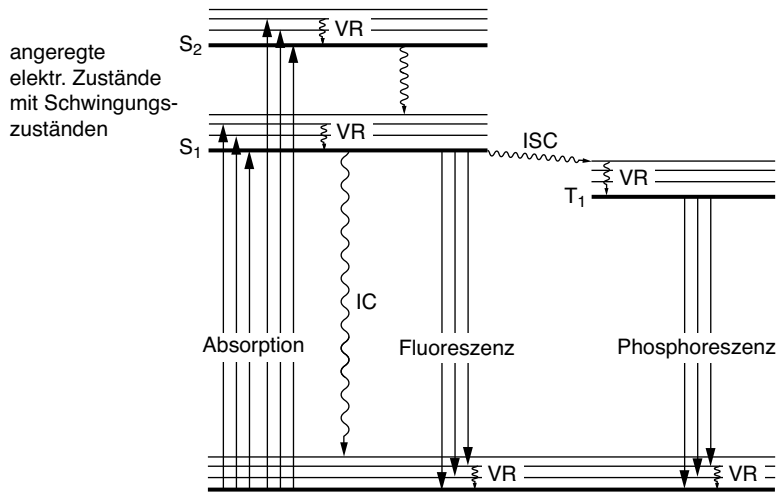 VR
S₂
angeregte
elektr. Zustände
mit Schwingungs-
zuständen
VR
S₁
ISC
VR
T₁
IC
Absorption
Fluoreszenz
Phosphoreszenz
VR
VR